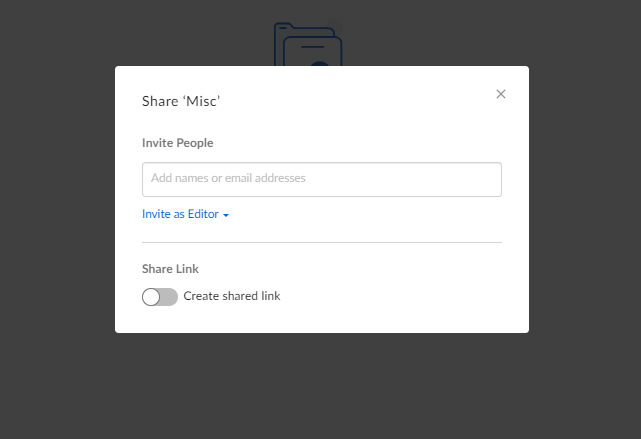 Share ‘Misc’
Invite People
Add names or email addresses
Invite as Editor
Share Link
Create shared link